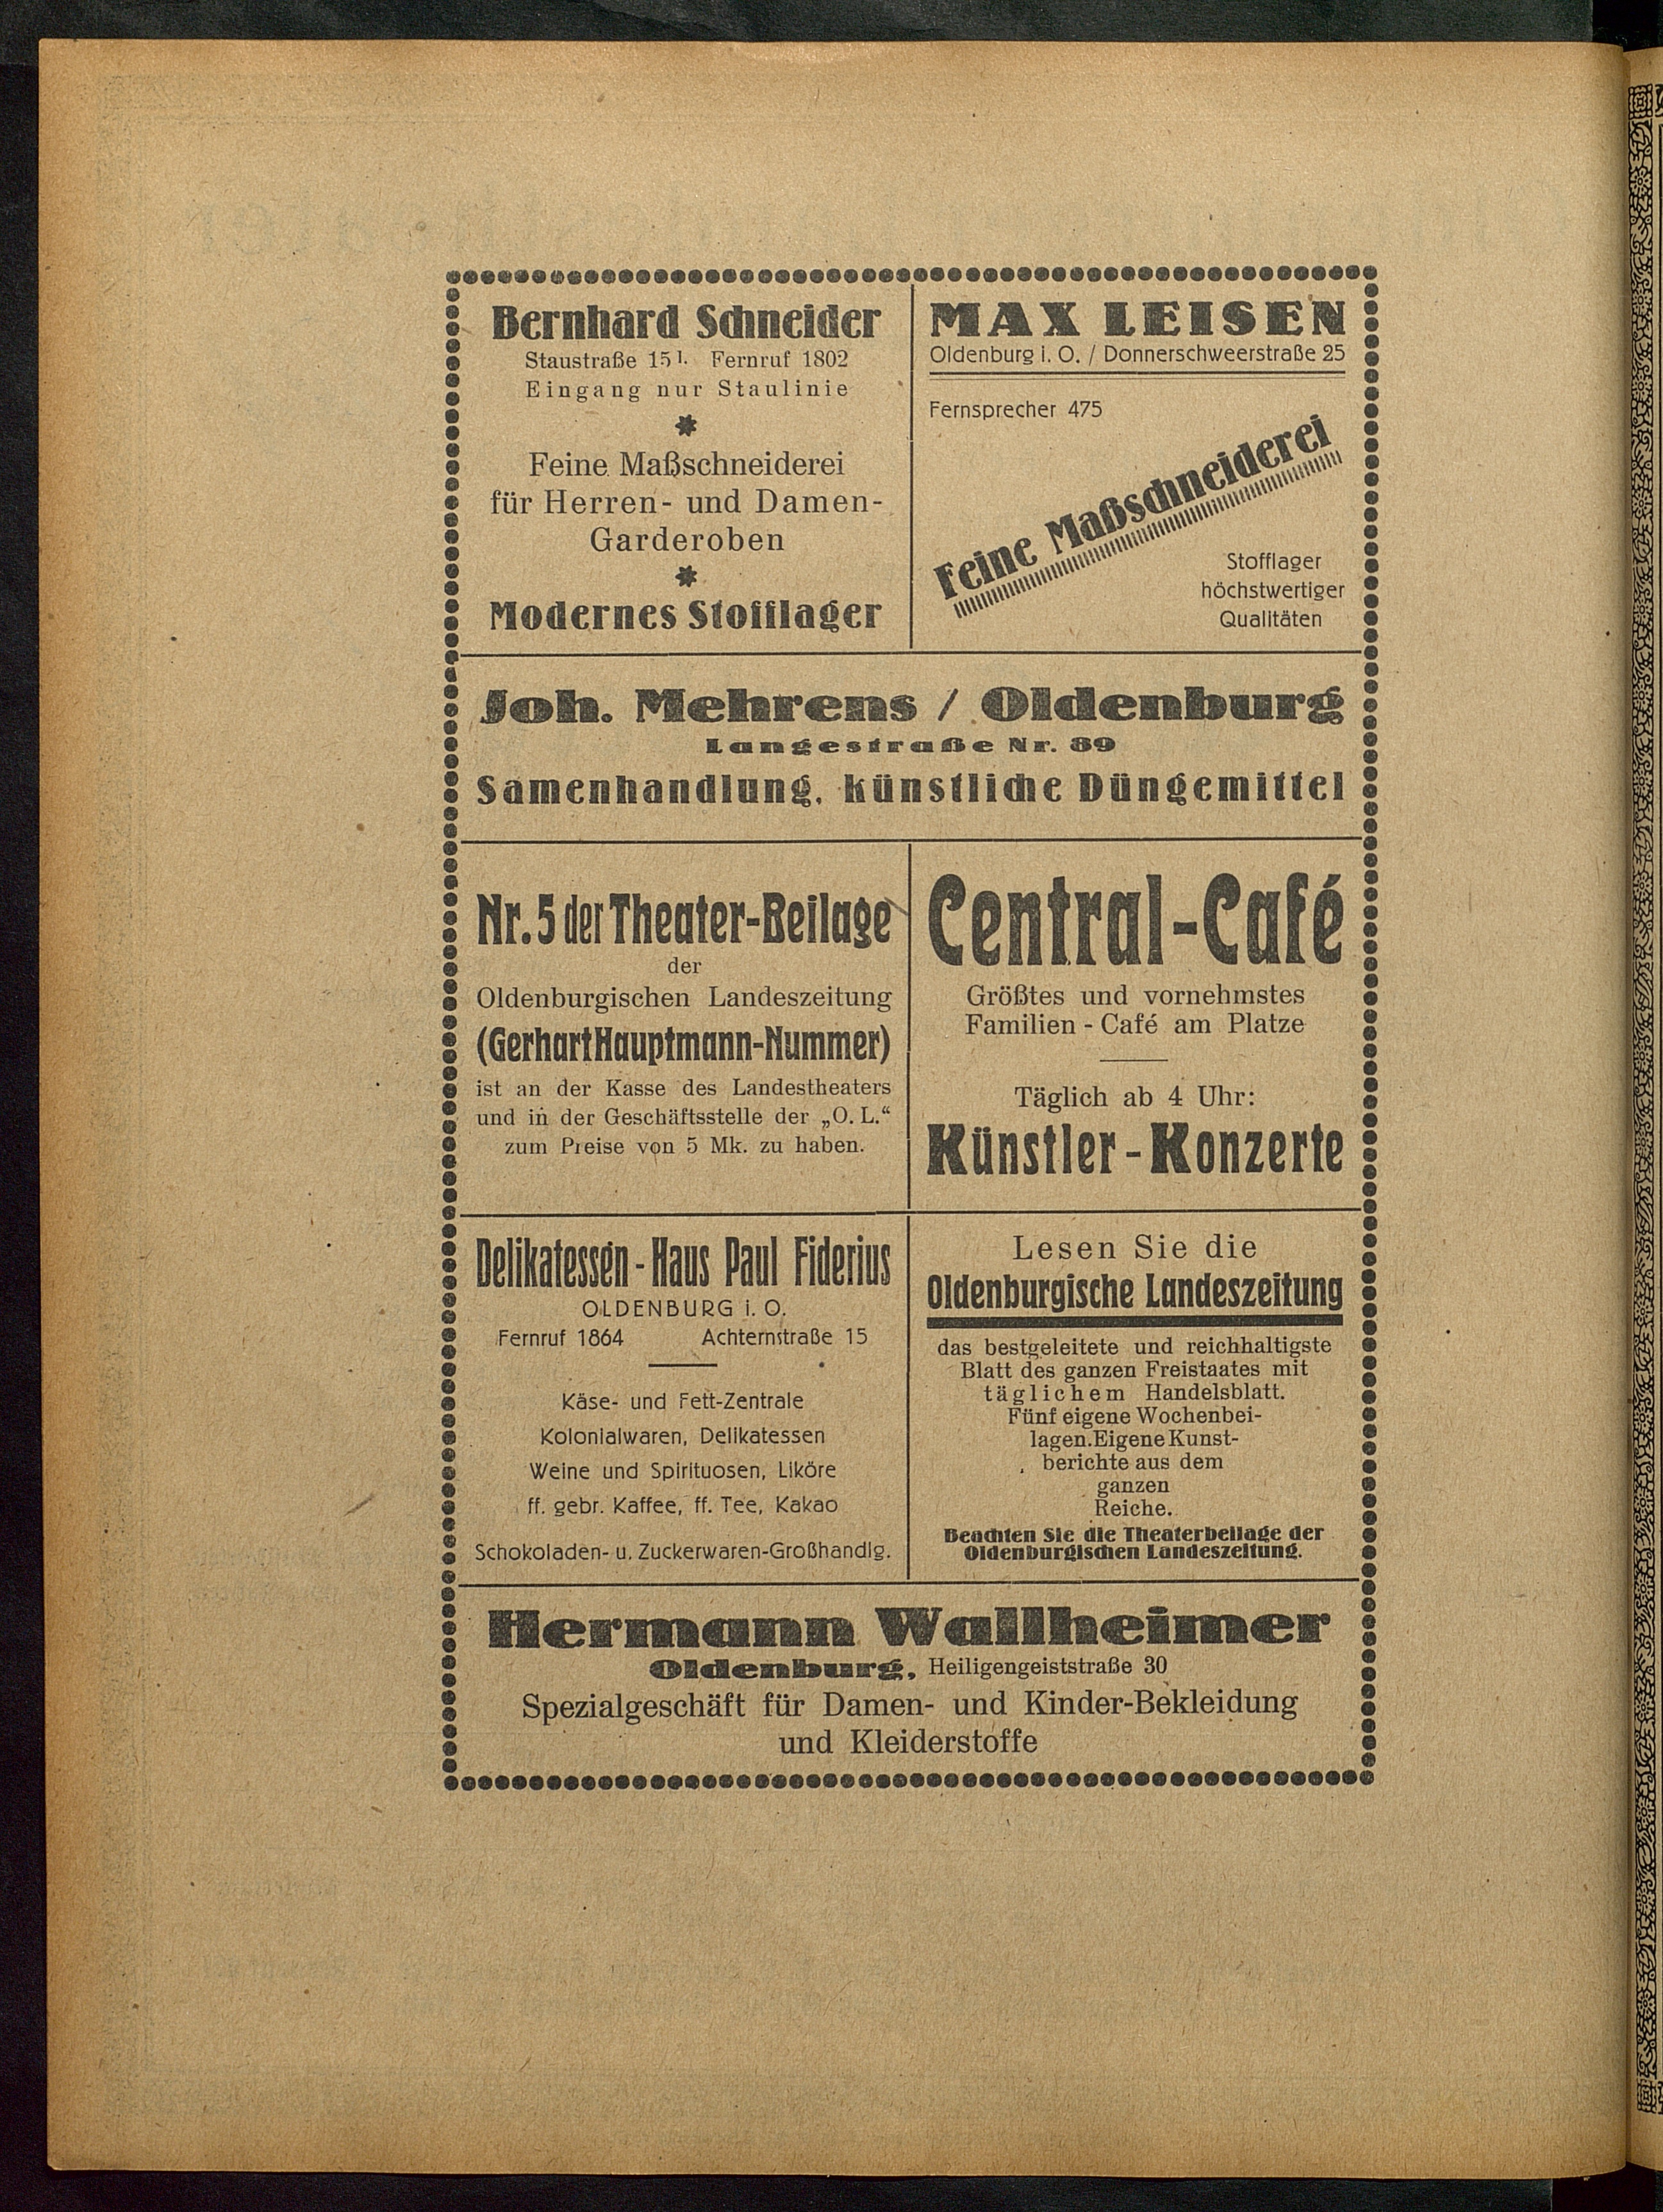 Bernhard Schneider
Staustraße 15 I. Fernruf 1802
Eingang nur Staulinie
*
Feine Maßschneiderei
für Herren- und Damen-
Garderoben
*
Modernes Stofflager
MAX LEISEN
Oldenburg i. O. / Donnerschweerstraße 25
Fernsprecher 475
Feine Maßschneiderei
Stofflager
höchstwertiger
Qualitäten
Joh. Mehrens / Oldenburg
Langestraße Nr. 89
Samenhandlung, künstliche Düngemittel
Nr. 5 der Theater-Beilage
der
Oldenburgischen Landeszeitung
(Gerhart Hauptmann-Nummer)
ist an der Kasse des Landestheaters
und in der Geschäftsstelle der „O. L.“
zum Preise von 5 Mk. zu haben.
Central-Café
Größtes und vornehmstes
Familien-Café am Platze
Täglich ab 4 Uhr:
Künstler-Konzerte
Delikatessen-Haus Paul Fiderius
OLDENBURG i. O.
Fernruf 1864 Achternstraße 15
Käse- und Fett-Zentrale
Kolonialwaren, Delikatessen
Weine und Spirituosen, Liköre
ff. gebr. Kaffee, ff. Tee, Kakao
Schokoladen- u. Zuckerwaren-Großhandlg.
Lesen Sie die
Oldenburgische Landeszeitung
das bestgeleitete und reichhaltigste
Blatt des ganzen Freistaates mit
täglichem Handelsblatt.
Fünf eigene Wochenbei-
lagen. Eigene Kunst-
berichte aus dem
ganzen
Reiche.
Beachten Sie die Theaterbeilage der
Oldenburgischen Landeszeitung.
Hermann Wallheimer
Oldenburg, Heiligengeiststraße 30
Spezialgeschäft für Damen- und Kinder-Bekleidung
und Kleiderstoffe